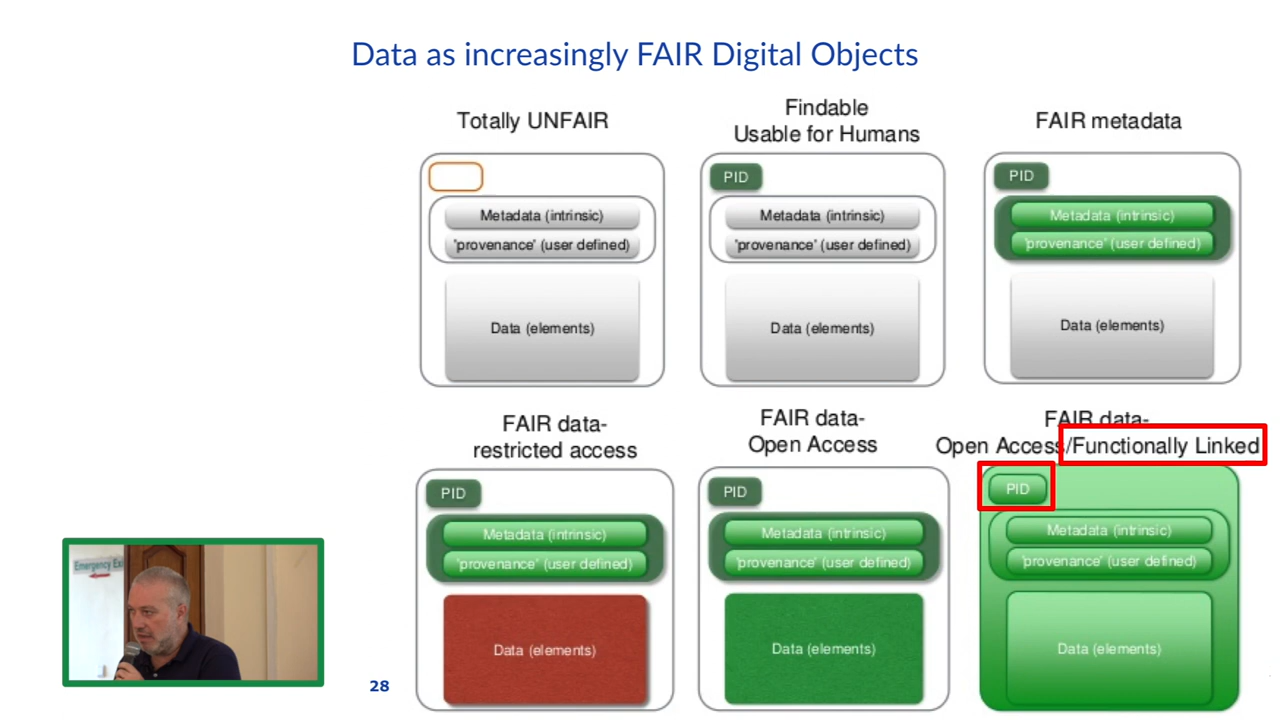 Data as increasingly FAIR Digital Objects
Totally UNFAIR
Metadata (intrinsic)
'provenance' (user defined)
Data (elements)
Findable
Usable for Humans
PID
Metadata (intrinsic)
'provenance' (user defined)
Data (elements)
FAIR metadata
PID
Metadata (intrinsic)
'provenance' (user defined)
Data (elements)
FAIR data-
restricted access
PID
Metadata (intrinsic)
'provenance' (user defined)
Data (elements)
FAIR data-
Open Access
PID
Metadata (intrinsic)
'provenance' (user defined)
Data (elements)
FAIR data-
Open Access/Functionally Linked
PID
Metadata (intrinsic)
'provenance' (user defined)
Data (elements)
Emergency
28